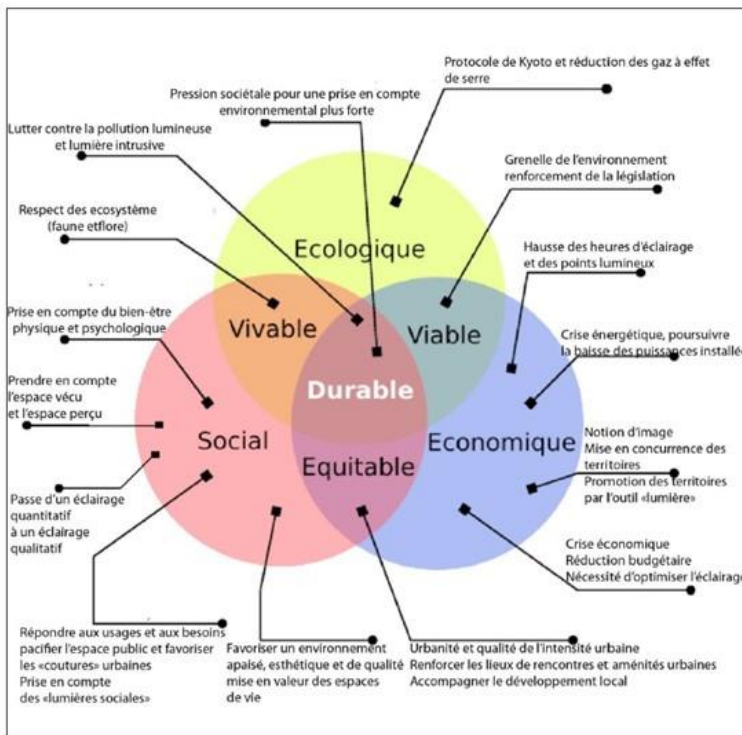 Protocole de Kyoto et réduction des gaz à effet
de serre
Pression sociétale pour une prise en compte
environnemental plus forte
Lutter contre la pollution lumineuse
et lumière intrusive
Grenelle de l'environnement
renforcement de la législation
Respect des ecosystème
(faune etflore)
Ecologique
Hausse des heures d'éclairage
et des points lumineux
Prise en compte du bien-être
physique et psychologique
Vivable
Viable
Crise énergétique, poursuivre
la baisse des puissances installée
Prendre en compte
l'espace vécu
et l'espace perçu
Durable
Social
Economique
Equitable
Notion d'image
Mise en concurrence des
territoires
Promotion des territoires
par l'outil «lumière»
Passe d'un éclairage
quantitatif
à un éclairage
qualitatif
Crise économique
Réduction budgétaire
Nécessité d'optimiser l'éclairage
Répondre aux usages et aux besoins
pacifier l'espace public et favoriser
les «coutures» urbaines
Prise en compte
des «lumières sociales»
Favoriser un environnement
apaisé, esthétique et de qualité
mise en valeur des espaces
de vie
Urbanité et qualité de l'intensité urbaine
Renforcer les lieux de rencontres et aménités urbaines
Accompagner le développement local